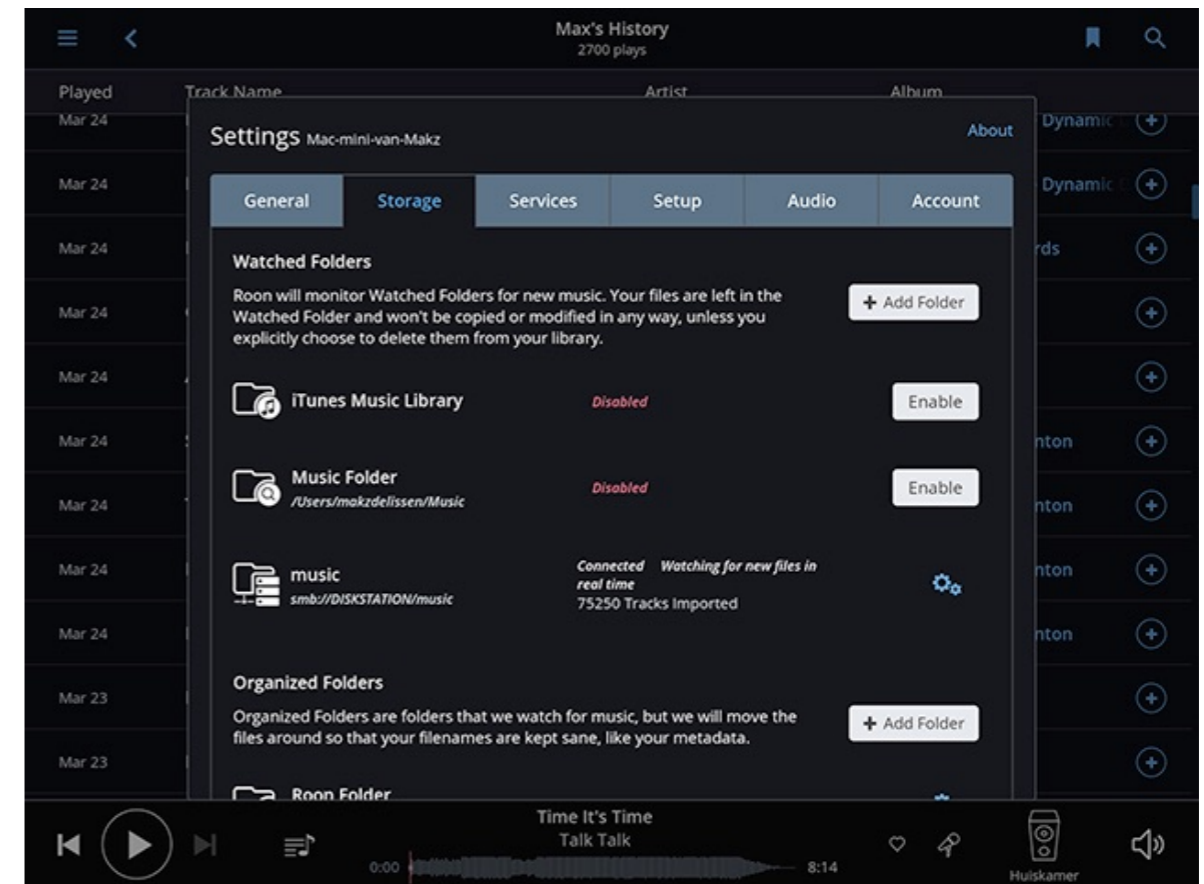 Max's History
2700 plays
Played Track Name Artist Album
Mar 24 Dynamic
Settings Mac-mini-van-Makz About
Mar 24 Dynamic
General Storage Services Setup Audio Account
Mar 24 rds
Watched Folders
Roon will monitor Watched Folders for new music. Your files are left in the
Watched Folder and won't be copied or modified in any way, unless you
explicitly choose to delete them from your library.
+ Add Folder
Mar 24
Mar 24
iTunes Music Library Disabled Enable
Mar 24 nton
Music Folder
/Users/makzdelissen/Music
Disabled Enable
Mar 24 nton
Mar 24 nton
music
smb://DISKSTATION/music
Connected Watching for new files in
real time
75250 Tracks Imported
Mar 24 nton
Organized Folders
Mar 23
Organized Folders are folders that we watch for music, but we will move the
files around so that your filenames are kept sane, like your metadata.
+ Add Folder
Mar 23
Roon Folder
Time It's Time
Talk Talk
0:00 8:14
Huiskamer